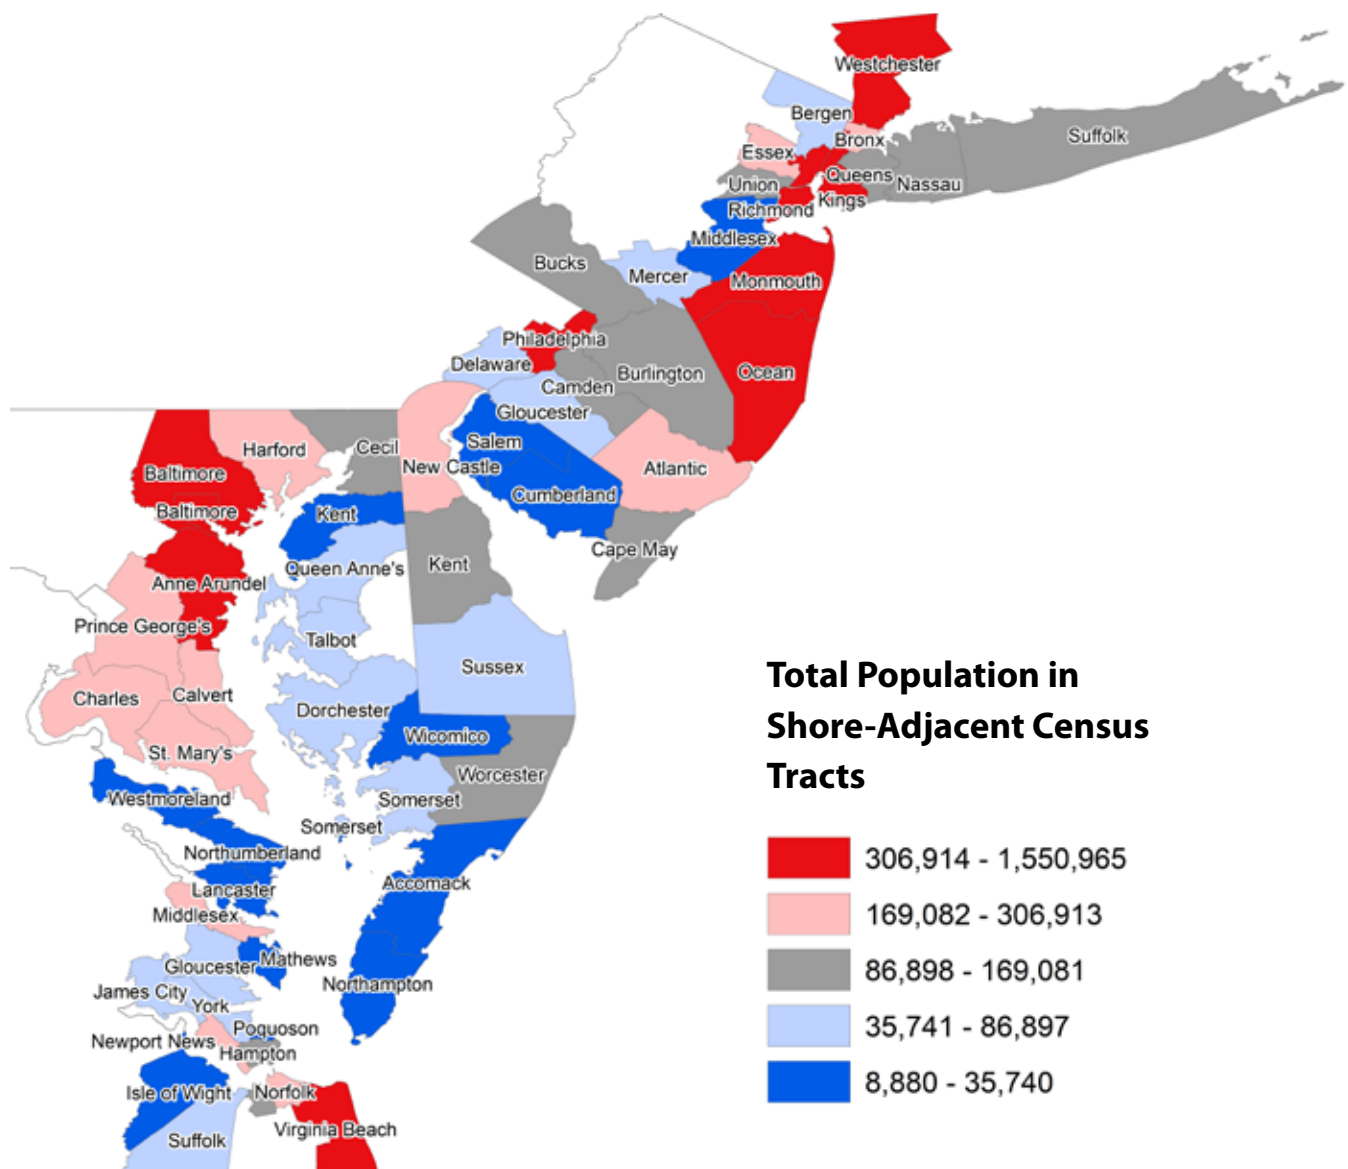 Westchester
Bergen
Bronx
Suffolk
Essex
Queens
Nassau
Union
Kings
Richmond
Middlesex
Bucks
Mercer
Monmouth
Philadelphia
Delaware
Burlington
Ocean
Camden
Gloucester
Harford
Cecil
Salem
New Castle
Atlantic
Baltimore
Cumberland
Baltimore
Kent
Cape May
Queen Anne's
Kent
Anne Arundel
Prince George's
Talbot
Sussex
Charles
Calvert
Dorchester
Wicomico
St. Mary's
Worcester
Westmoreland
Somerset
Somerset
Northumberland
Accomack
Lancaster
Middlesex
Mathews
Gloucester
Northampton
James City
York
Poquoson
Newport News
Hampton
Isle of Wight
Norfolk
Virginia Beach
Suffolk
Total Population in
Shore-Adjacent Census
Tracts
306,914 - 1,550,965
169,082 - 306,913
86,898 - 169,081
35,741 - 86,897
8,880 - 35,740